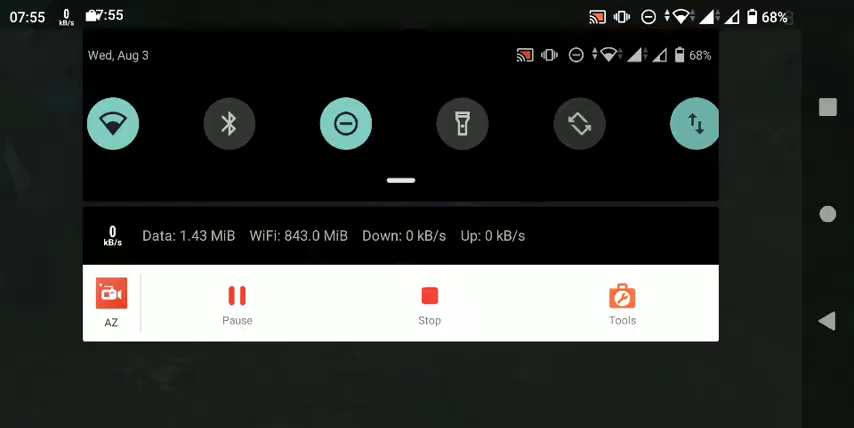 07:55 0 kB/s 07:55 68%
Wed, Aug 3 68%
0 kB/s Data: 1.43 MiB WiFi: 843.0 MiB Down: 0 kB/s Up: 0 kB/s
AZ Pause Stop Tools